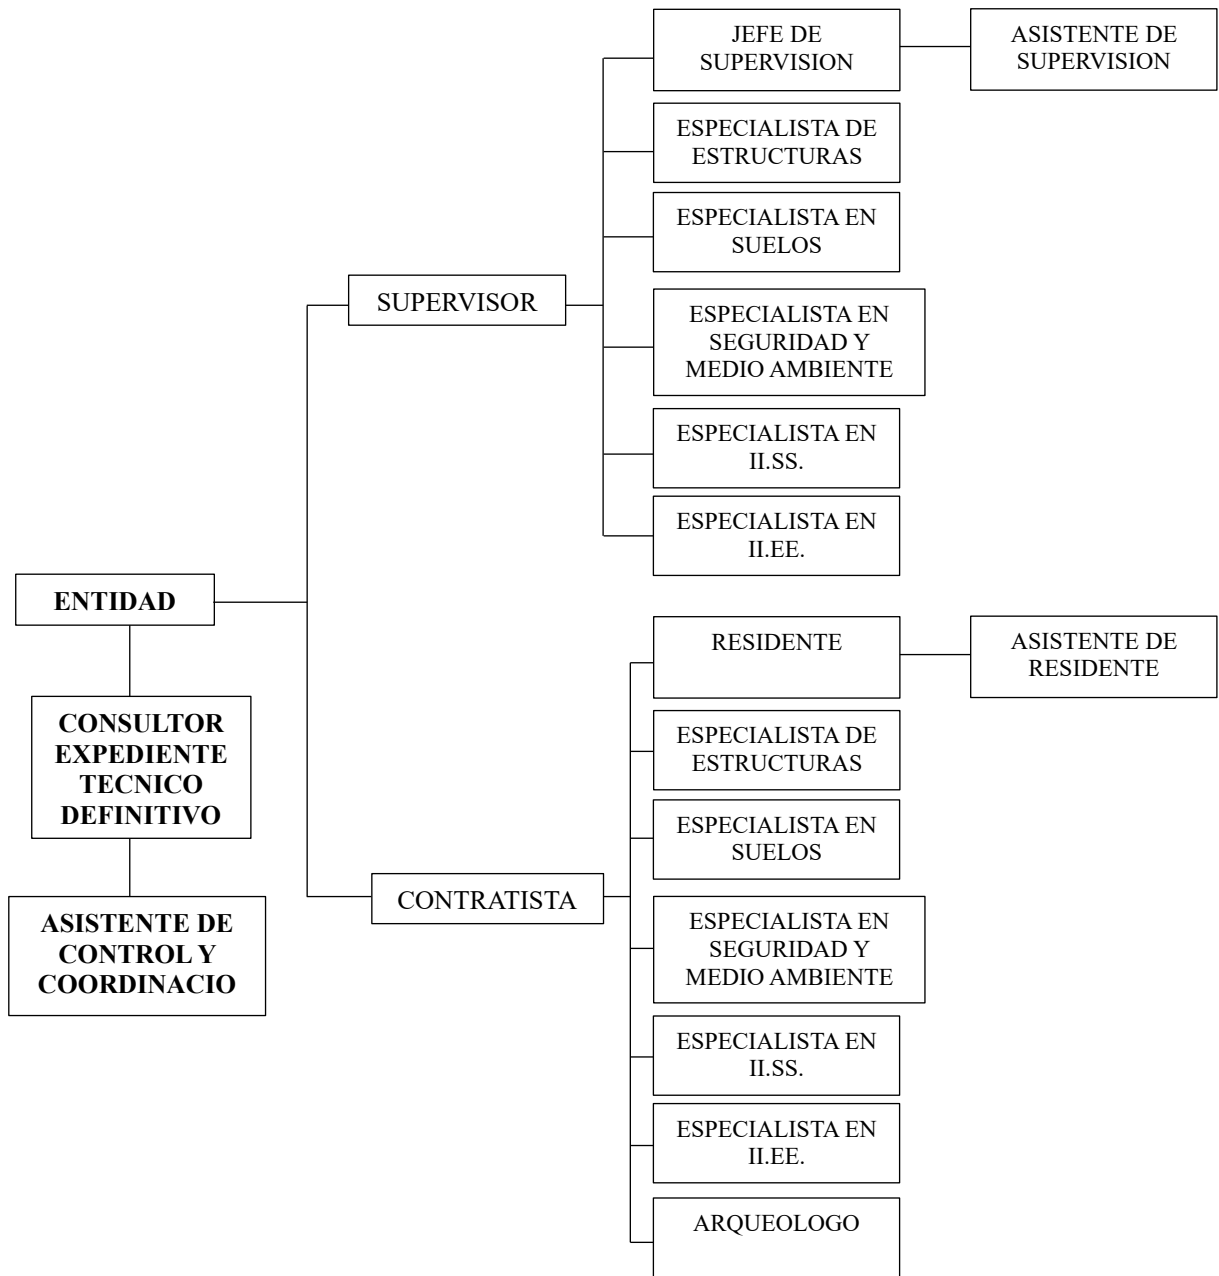 JEFE DE
SUPERVISION
ASISTENTE DE
SUPERVISION
ESPECIALISTA DE
ESTRUCTURAS
ESPECIALISTA EN
SUELOS
SUPERVISOR
ESPECIALISTA EN
SEGURIDAD Y
MEDIO AMBIENTE
ESPECIALISTA EN
II.SS.
ESPECIALISTA EN
II.EE.
ENTIDAD
CONSULTOR
EXPEDIENTE
TECNICO
DEFINITIVO
ASISTENTE DE
CONTROL Y
COORDINACIO
RESIDENTE
ASISTENTE DE
RESIDENTE
ESPECIALISTA DE
ESTRUCTURAS
ESPECIALISTA EN
SUELOS
CONTRATISTA
ESPECIALISTA EN
SEGURIDAD Y
MEDIO AMBIENTE
ESPECIALISTA EN
II.SS.
ESPECIALISTA EN
II.EE.
ARQUEOLOGO